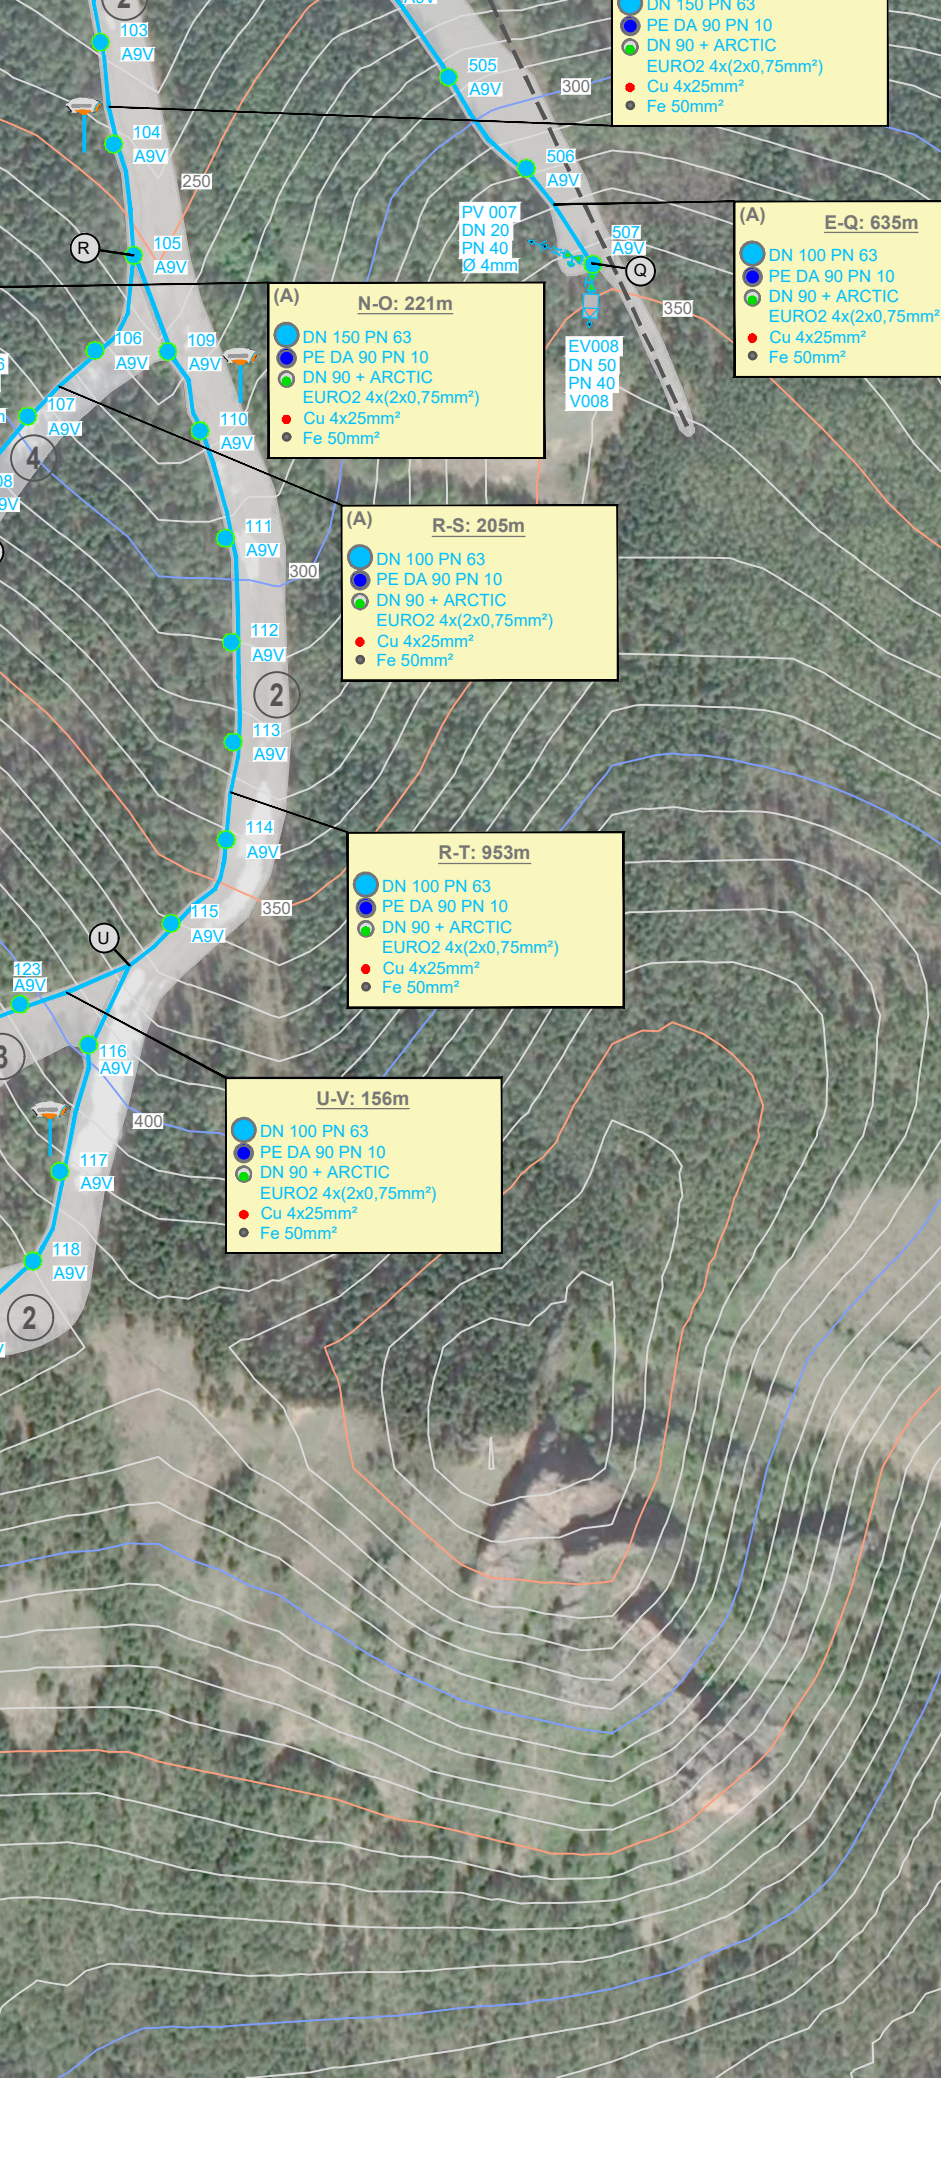 2
103
A9V
A9V
505
A9V
DN 150 PN 63
PE DA 90 PN 10
DN 90 + ARCTIC
EURO2 4x(2x0,75mm²)
Cu 4x25mm²
Fe 50mm²
300
104
A9V
506
A9V
250
PV 007
DN 20
PN 40
Ø 4mm
507
A9V
Q
R
105
A9V
(A)
E-Q: 635m
DN 100 PN 63
PE DA 90 PN 10
DN 90 + ARCTIC
EURO2 4x(2x0,75mm²
Cu 4x25mm²
Fe 50mm²
350
EV008
DN 50
PN 40
V008
(A)
N-O: 221m
DN 150 PN 63
PE DA 90 PN 10
DN 90 + ARCTIC
EURO2 4x(2x0,75mm²)
Cu 4x25mm²
Fe 50mm²
106
A9V
109
A9V
107
A9V
110
A9V
4
08
9V
(A)
R-S: 205m
DN 100 PN 63
PE DA 90 PN 10
DN 90 + ARCTIC
EURO2 4x(2x0,75mm²)
Cu 4x25mm²
Fe 50mm²
111
A9V
300
112
A9V
2
113
A9V
114
A9V
R-T: 953m
DN 100 PN 63
PE DA 90 PN 10
DN 90 + ARCTIC
EURO2 4x(2x0,75mm²)
Cu 4x25mm²
Fe 50mm²
350
115
A9V
U
123
A9V
3
116
A9V
400
U-V: 156m
DN 100 PN 63
PE DA 90 PN 10
DN 90 + ARCTIC
EURO2 4x(2x0,75mm²)
Cu 4x25mm²
Fe 50mm²
117
A9V
118
A9V
2